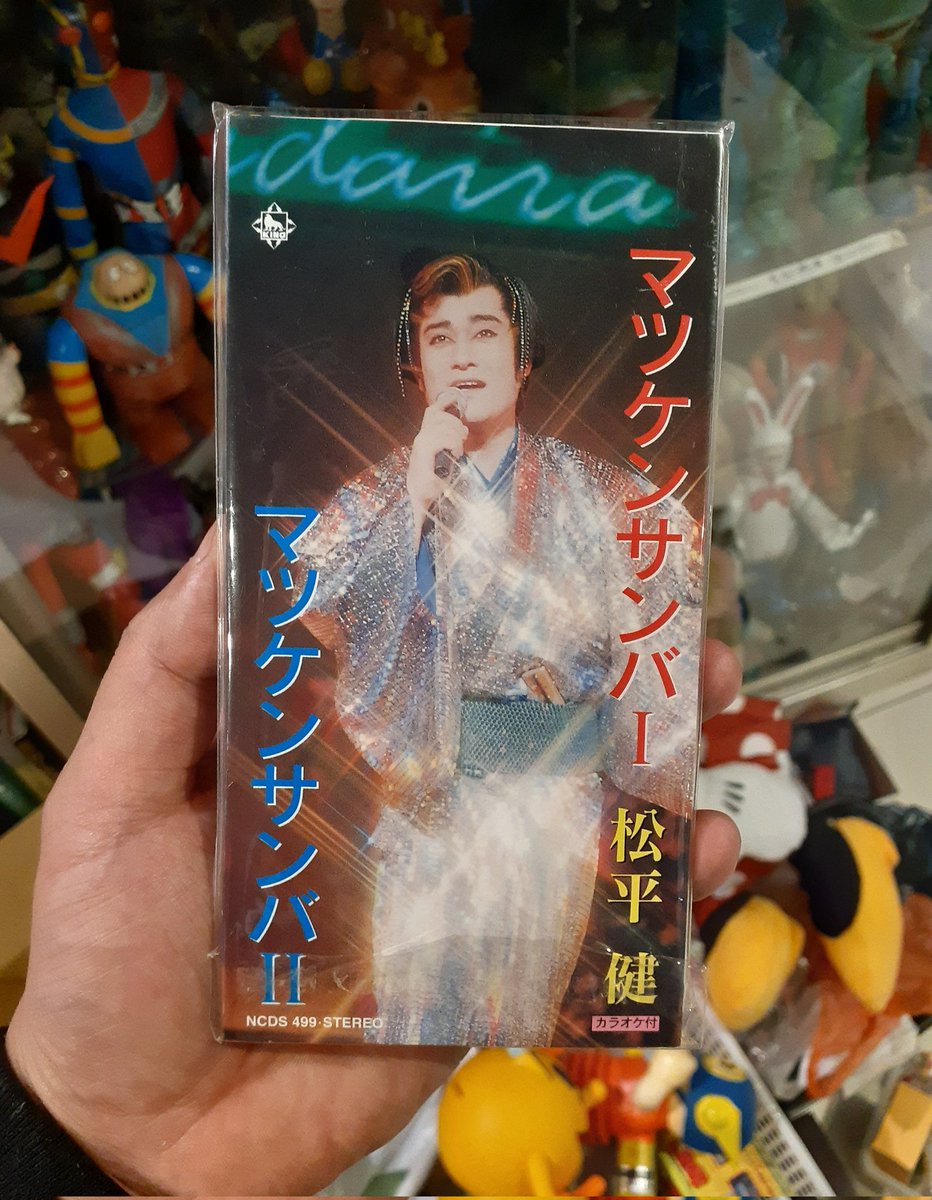 daira
KING
マツケンサンバI
松平 健
カラオケ付
マツケンサンバII
NCDS 499·STEREO